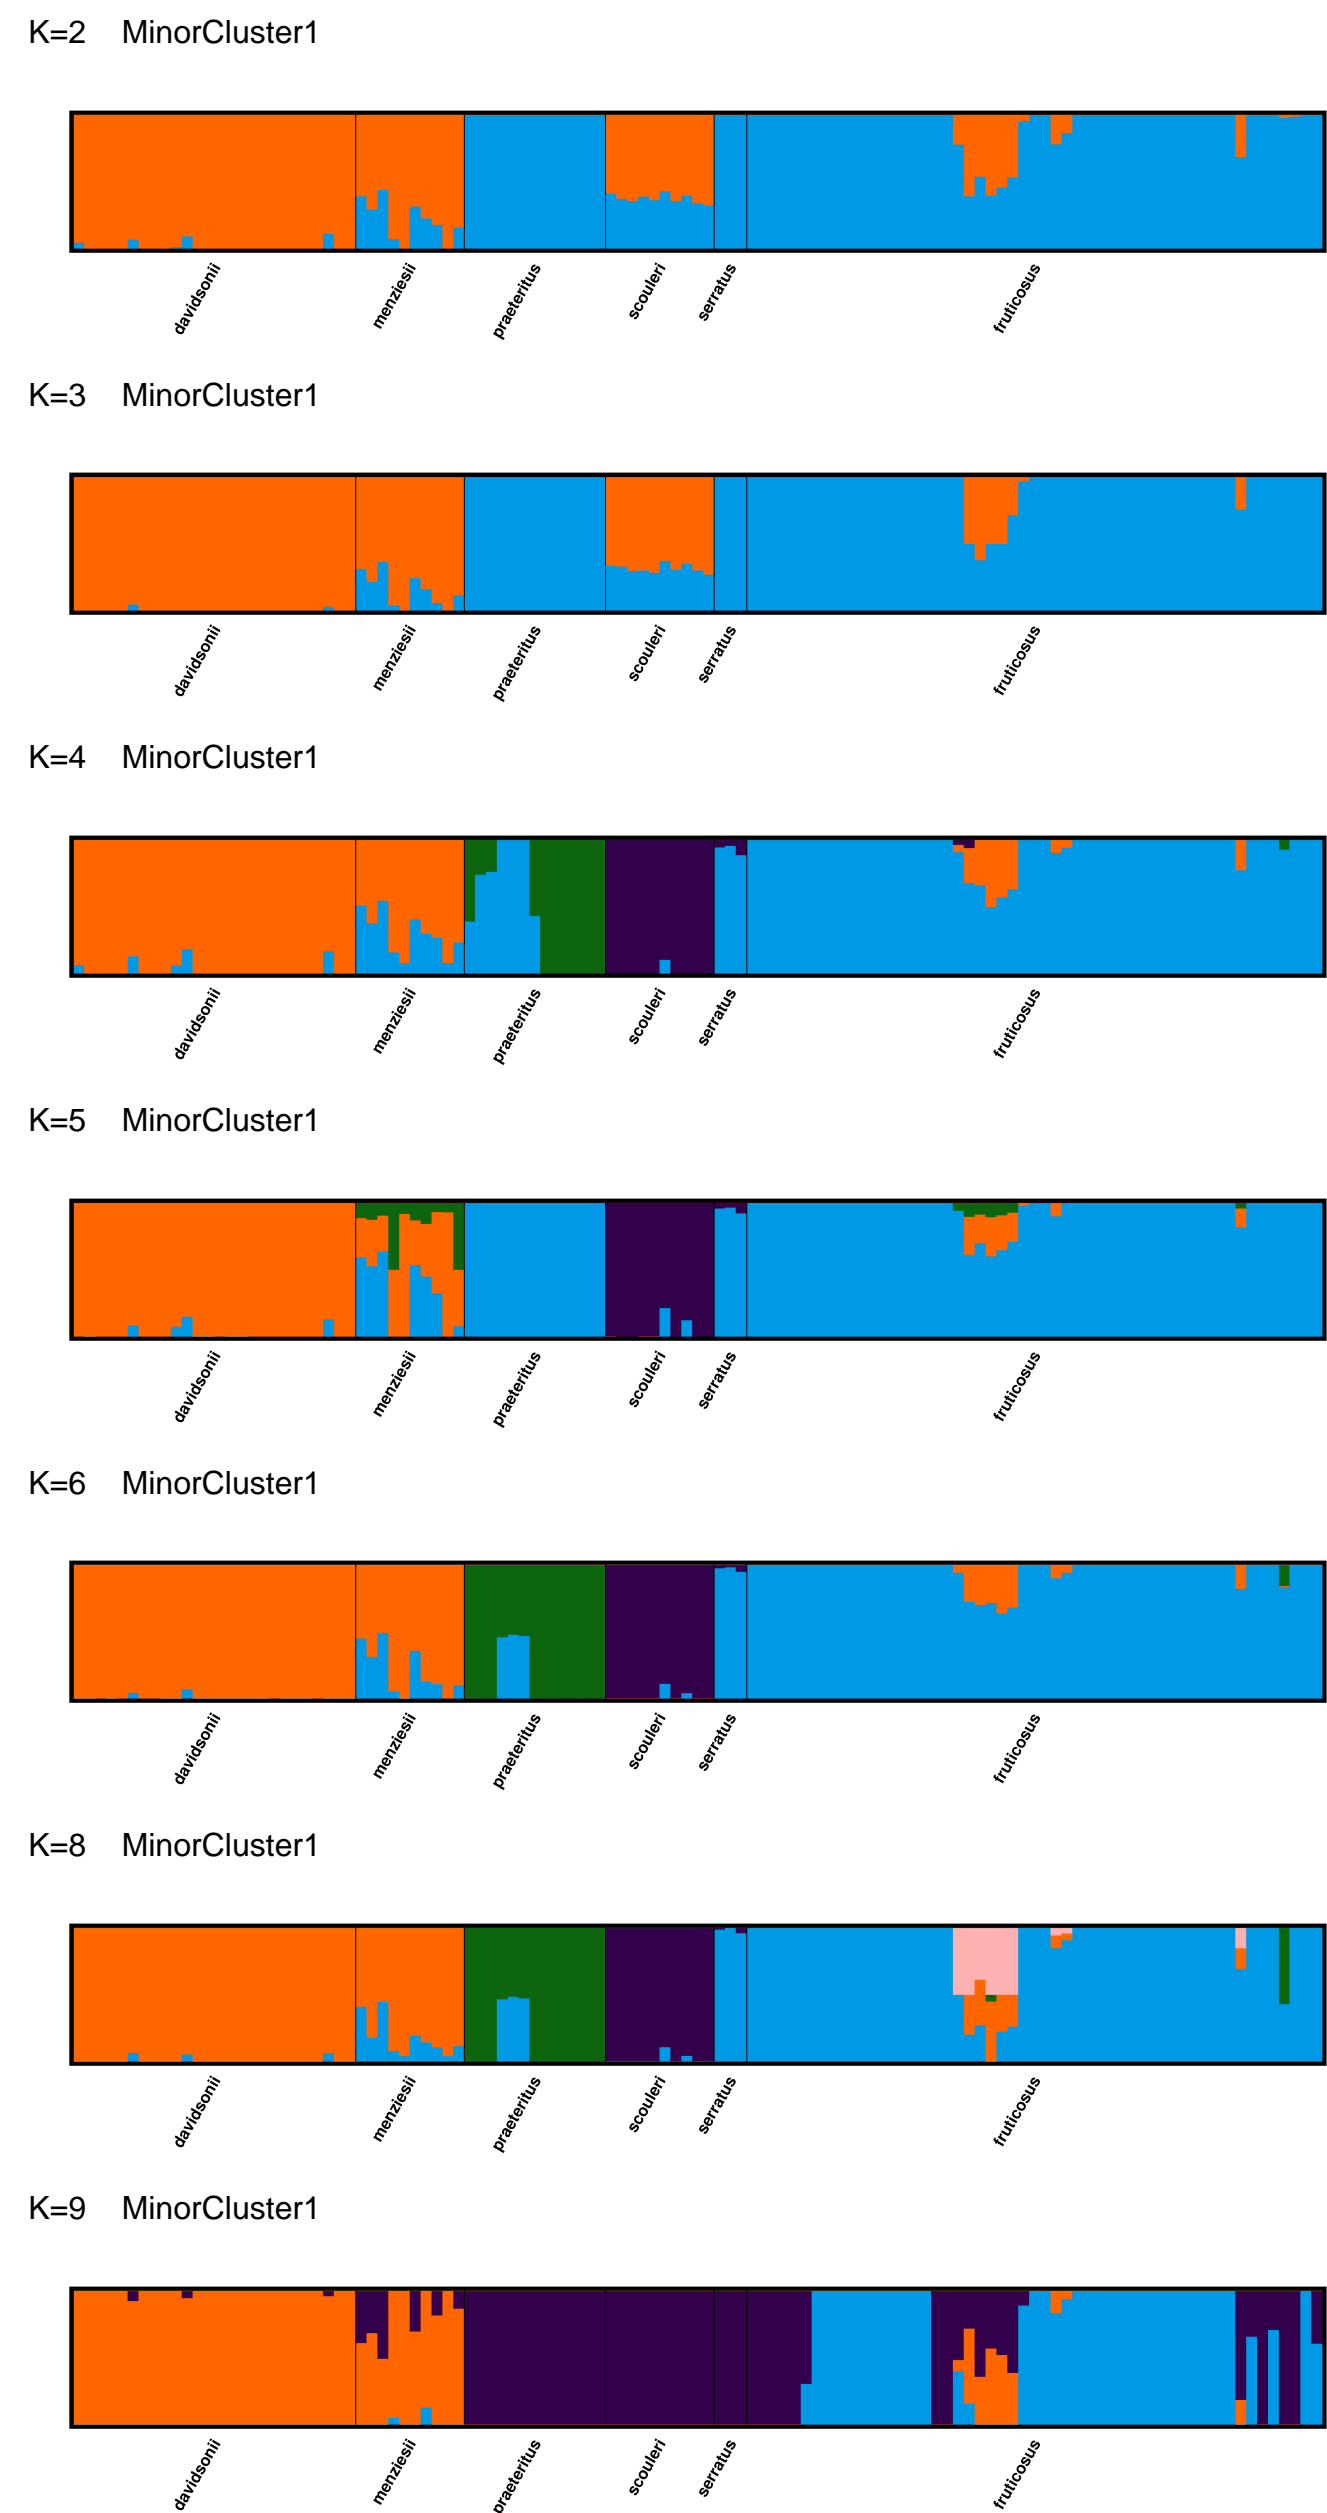 K=2 MinorCluster1
davidsonii menziesii praeteritus scouleri serratus fruticosus
K=3 MinorCluster1
davidsonii menziesii praeteritus scouleri serratus fruticosus
K=4 MinorCluster1
davidsonii menziesii praeteritus scouleri serratus fruticosus
K=5 MinorCluster1
davidsonii menziesii praeteritus scouleri serratus fruticosus
K=6 MinorCluster1
davidsonii menziesii praeteritus scouleri serratus fruticosus
K=8 MinorCluster1
davidsonii menziesii praeteritus scouleri serratus fruticosus
K=9 MinorCluster1
davidsonii menziesii praeteritus scouleri serratus fruticosus